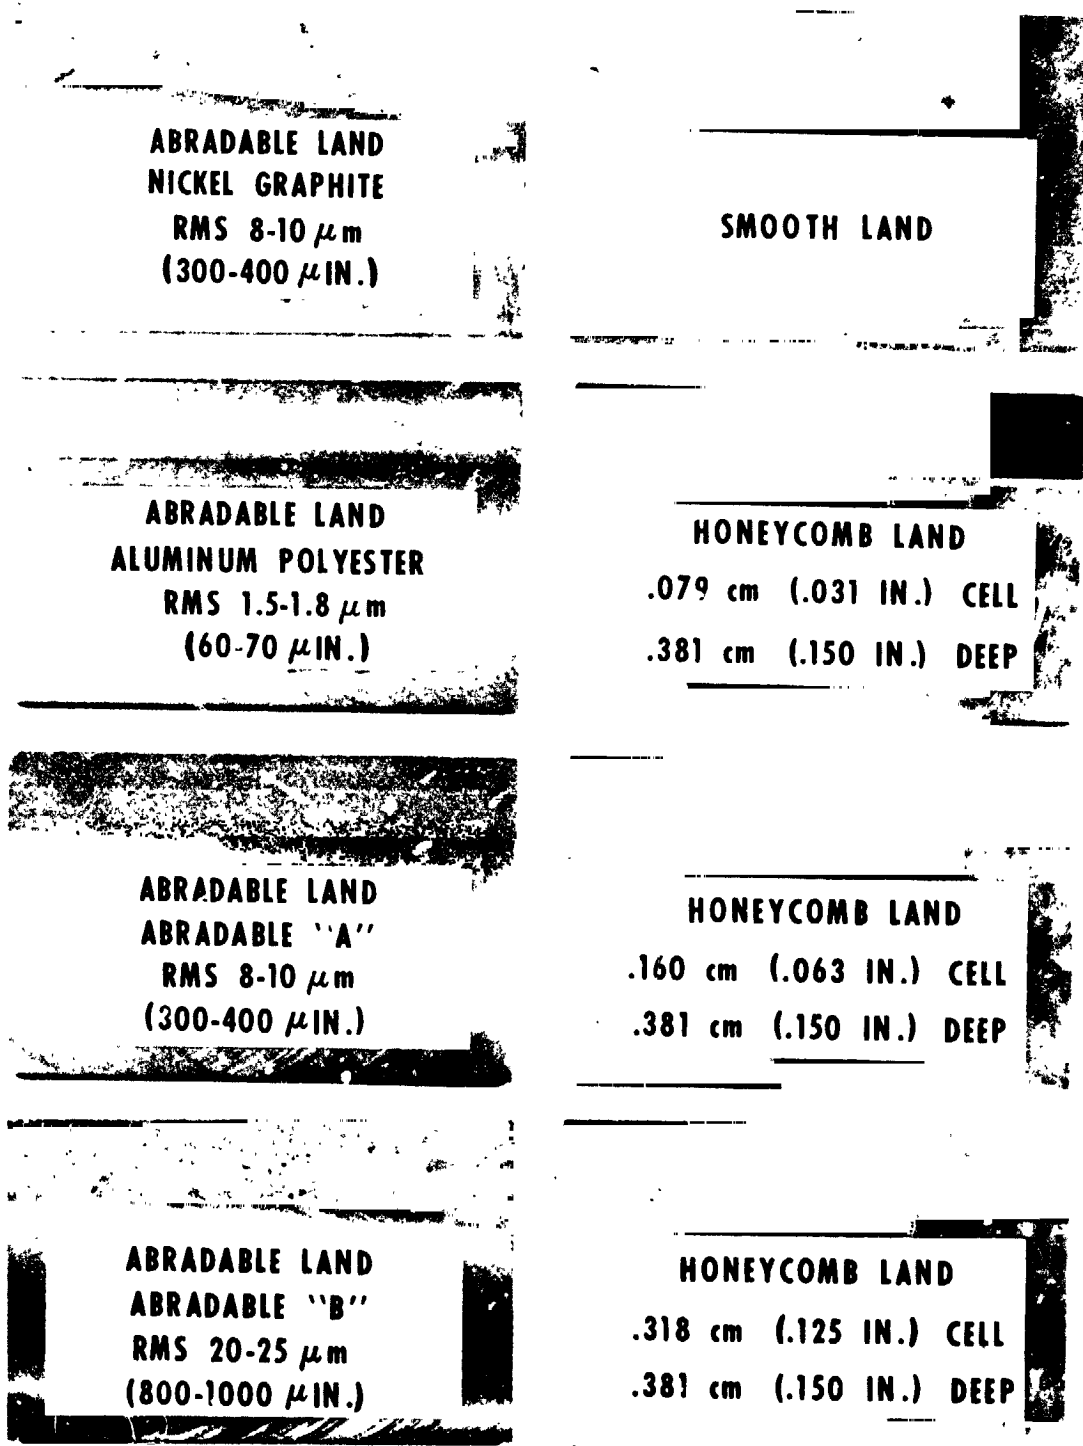 ABRADABLE LAND
NICKEL GRAPHITE
RMS 8-10 μm
(300-400 μIN.)
SMOOTH LAND
ABRADABLE LAND
ALUMINUM POLYESTER
RMS 1.5-1.8 μm
(60-70 μIN.)
HONEYCOMB LAND
.079 cm (.031 IN.) CELL
.381 cm (.150 IN.) DEEP
ABRADABLE LAND
ABRADABLE "A"
RMS 8-10 μm
(300-400 μIN.)
HONEYCOMB LAND
.160 cm (.063 IN.) CELL
.381 cm (.150 IN.) DEEP
ABRADABLE LAND
ABRADABLE "B"
RMS 20-25 μm
(800-1000 μIN.)
HONEYCOMB LAND
.318 cm (.125 IN.) CELL
.381 cm (.150 IN.) DEEP